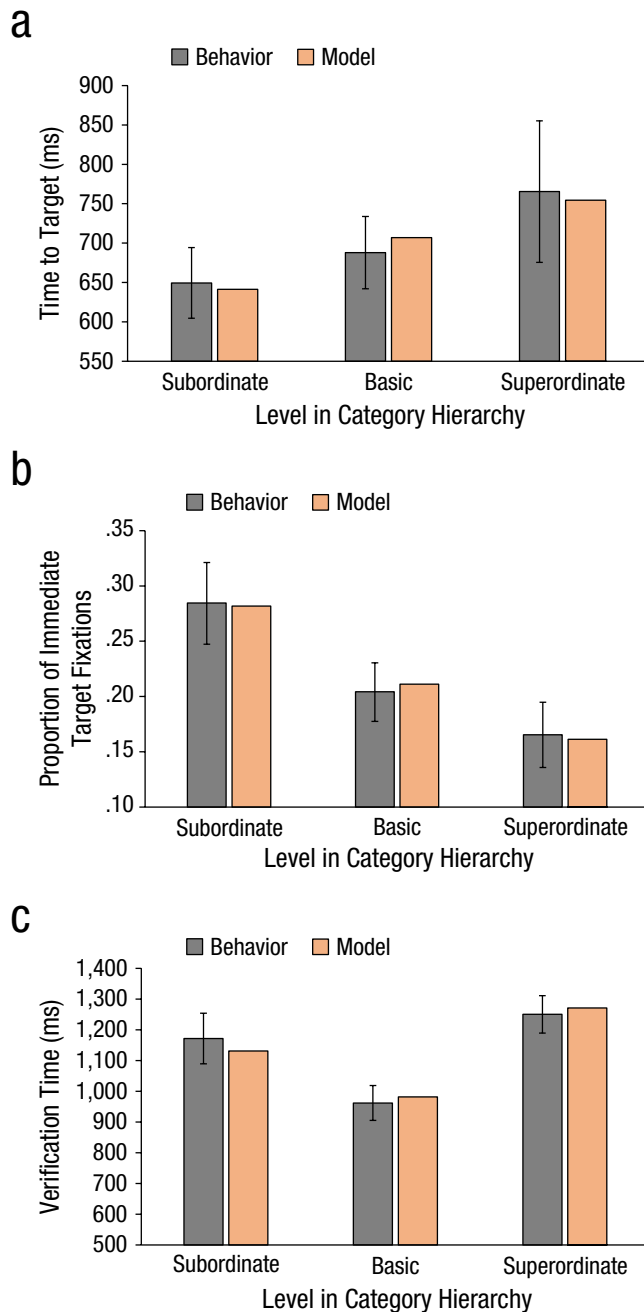 a
Behavior Model
900
850
800
750
700
650
600
550
Time to Target (ms)
Subordinate Basic Superordinate
Level in Category Hierarchy
b
Behavior Model
.35
.30
.25
.20
.15
.10
Proportion of Immediate
Target Fixations
Subordinate Basic Superordinate
Level in Category Hierarchy
c
Behavior Model
1,400
1,300
1,200
1,100
1,000
900
800
700
600
500
Verification Time (ms)
Subordinate Basic Superordinate
Level in Category Hierarchy